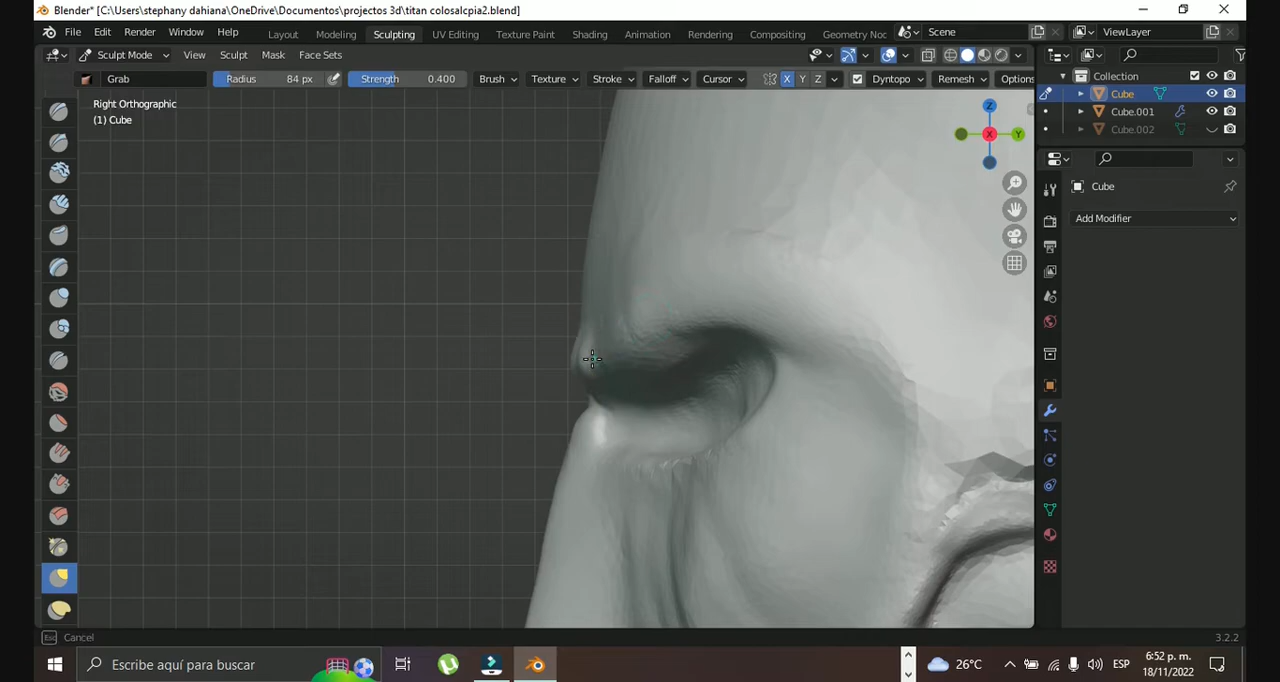 Blender* [C:\Users\stephany dahiana\OneDrive\Documentos\projectos 3d\titan colosalcpia2.blend]
File Edit Render Window Help Layout Modeling Sculpting UV Editing Texture Paint Shading Animation Rendering Compositing Geometry Noc Scene ViewLayer
Sculpt Mode View Sculpt Mask Face Sets
Grab Radius 84 px Strength 0.400 Brush Texture Stroke Falloff Cursor X Y Z Dyntopo Remesh Options
Right Orthographic
(1) Cube
Z
X
Y
Collection
Cube
Cube.001
Cube.002
Cube
Add Modifier
Esc Cancel
3.2.2
Escribe aquí para buscar
26°C
ESP
6:52 p. m.
18/11/2022